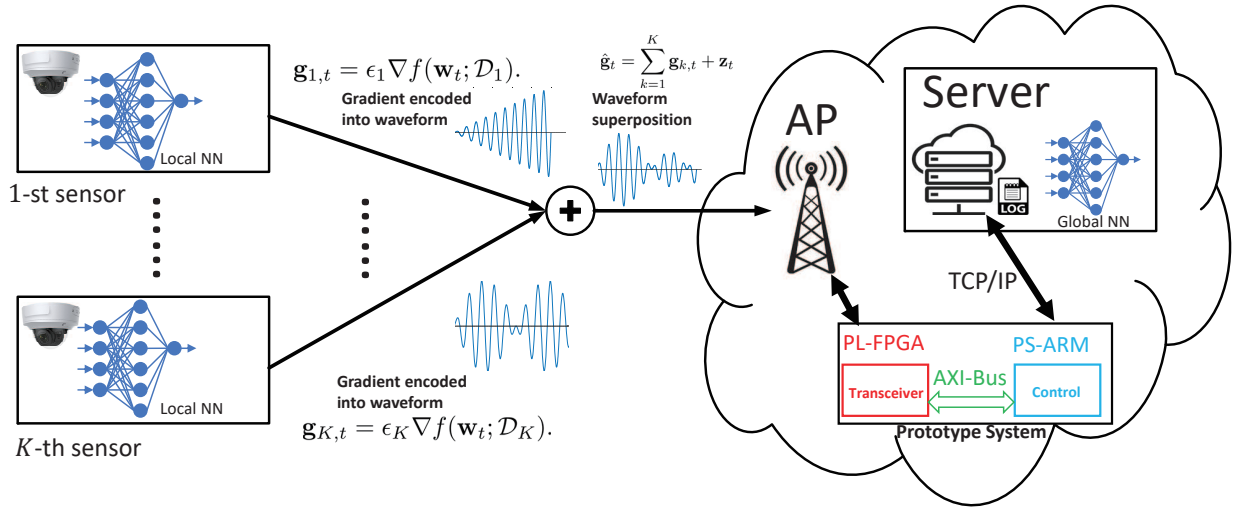 Local NN
1-st sensor
Local NN
K-th sensor
g_{1,t} = ϵ_1∇f(w_t; D_1).
Gradient encoded
into waveform
Gradient encoded
into waveform
g_{K,t} = ϵ_K∇f(w_t; D_K).
ĝ_t = ∑_{k=1}^{K} g_{k,t} + z_t
Waveform
superposition
AP
Server
LOG
Global NN
TCP/IP
PL-FPGA
PS-ARM
Transceiver
AXI-Bus
Control
Prototype System